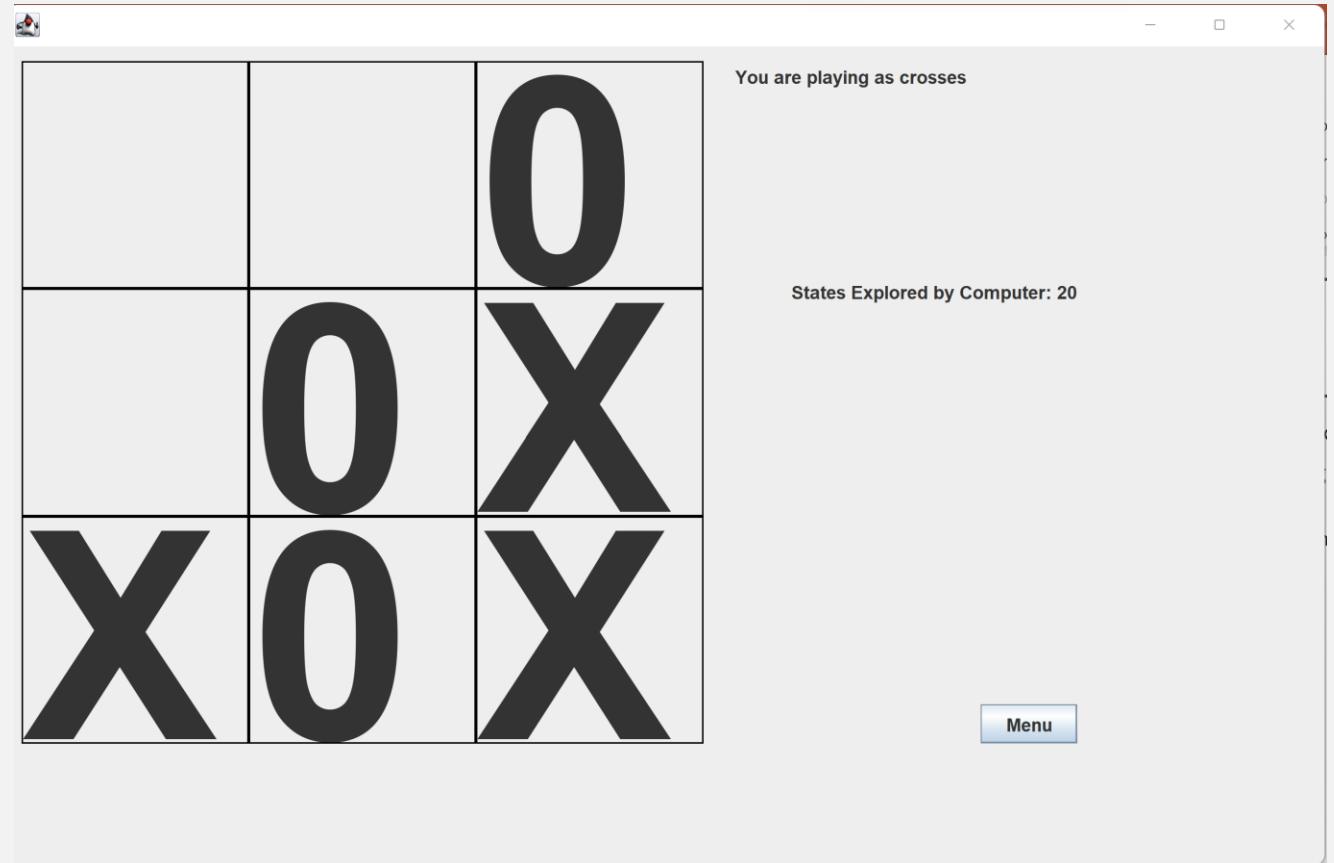 0
You are playing as crosses
States Explored by Computer: 20
0 X
X 0 X
Menu